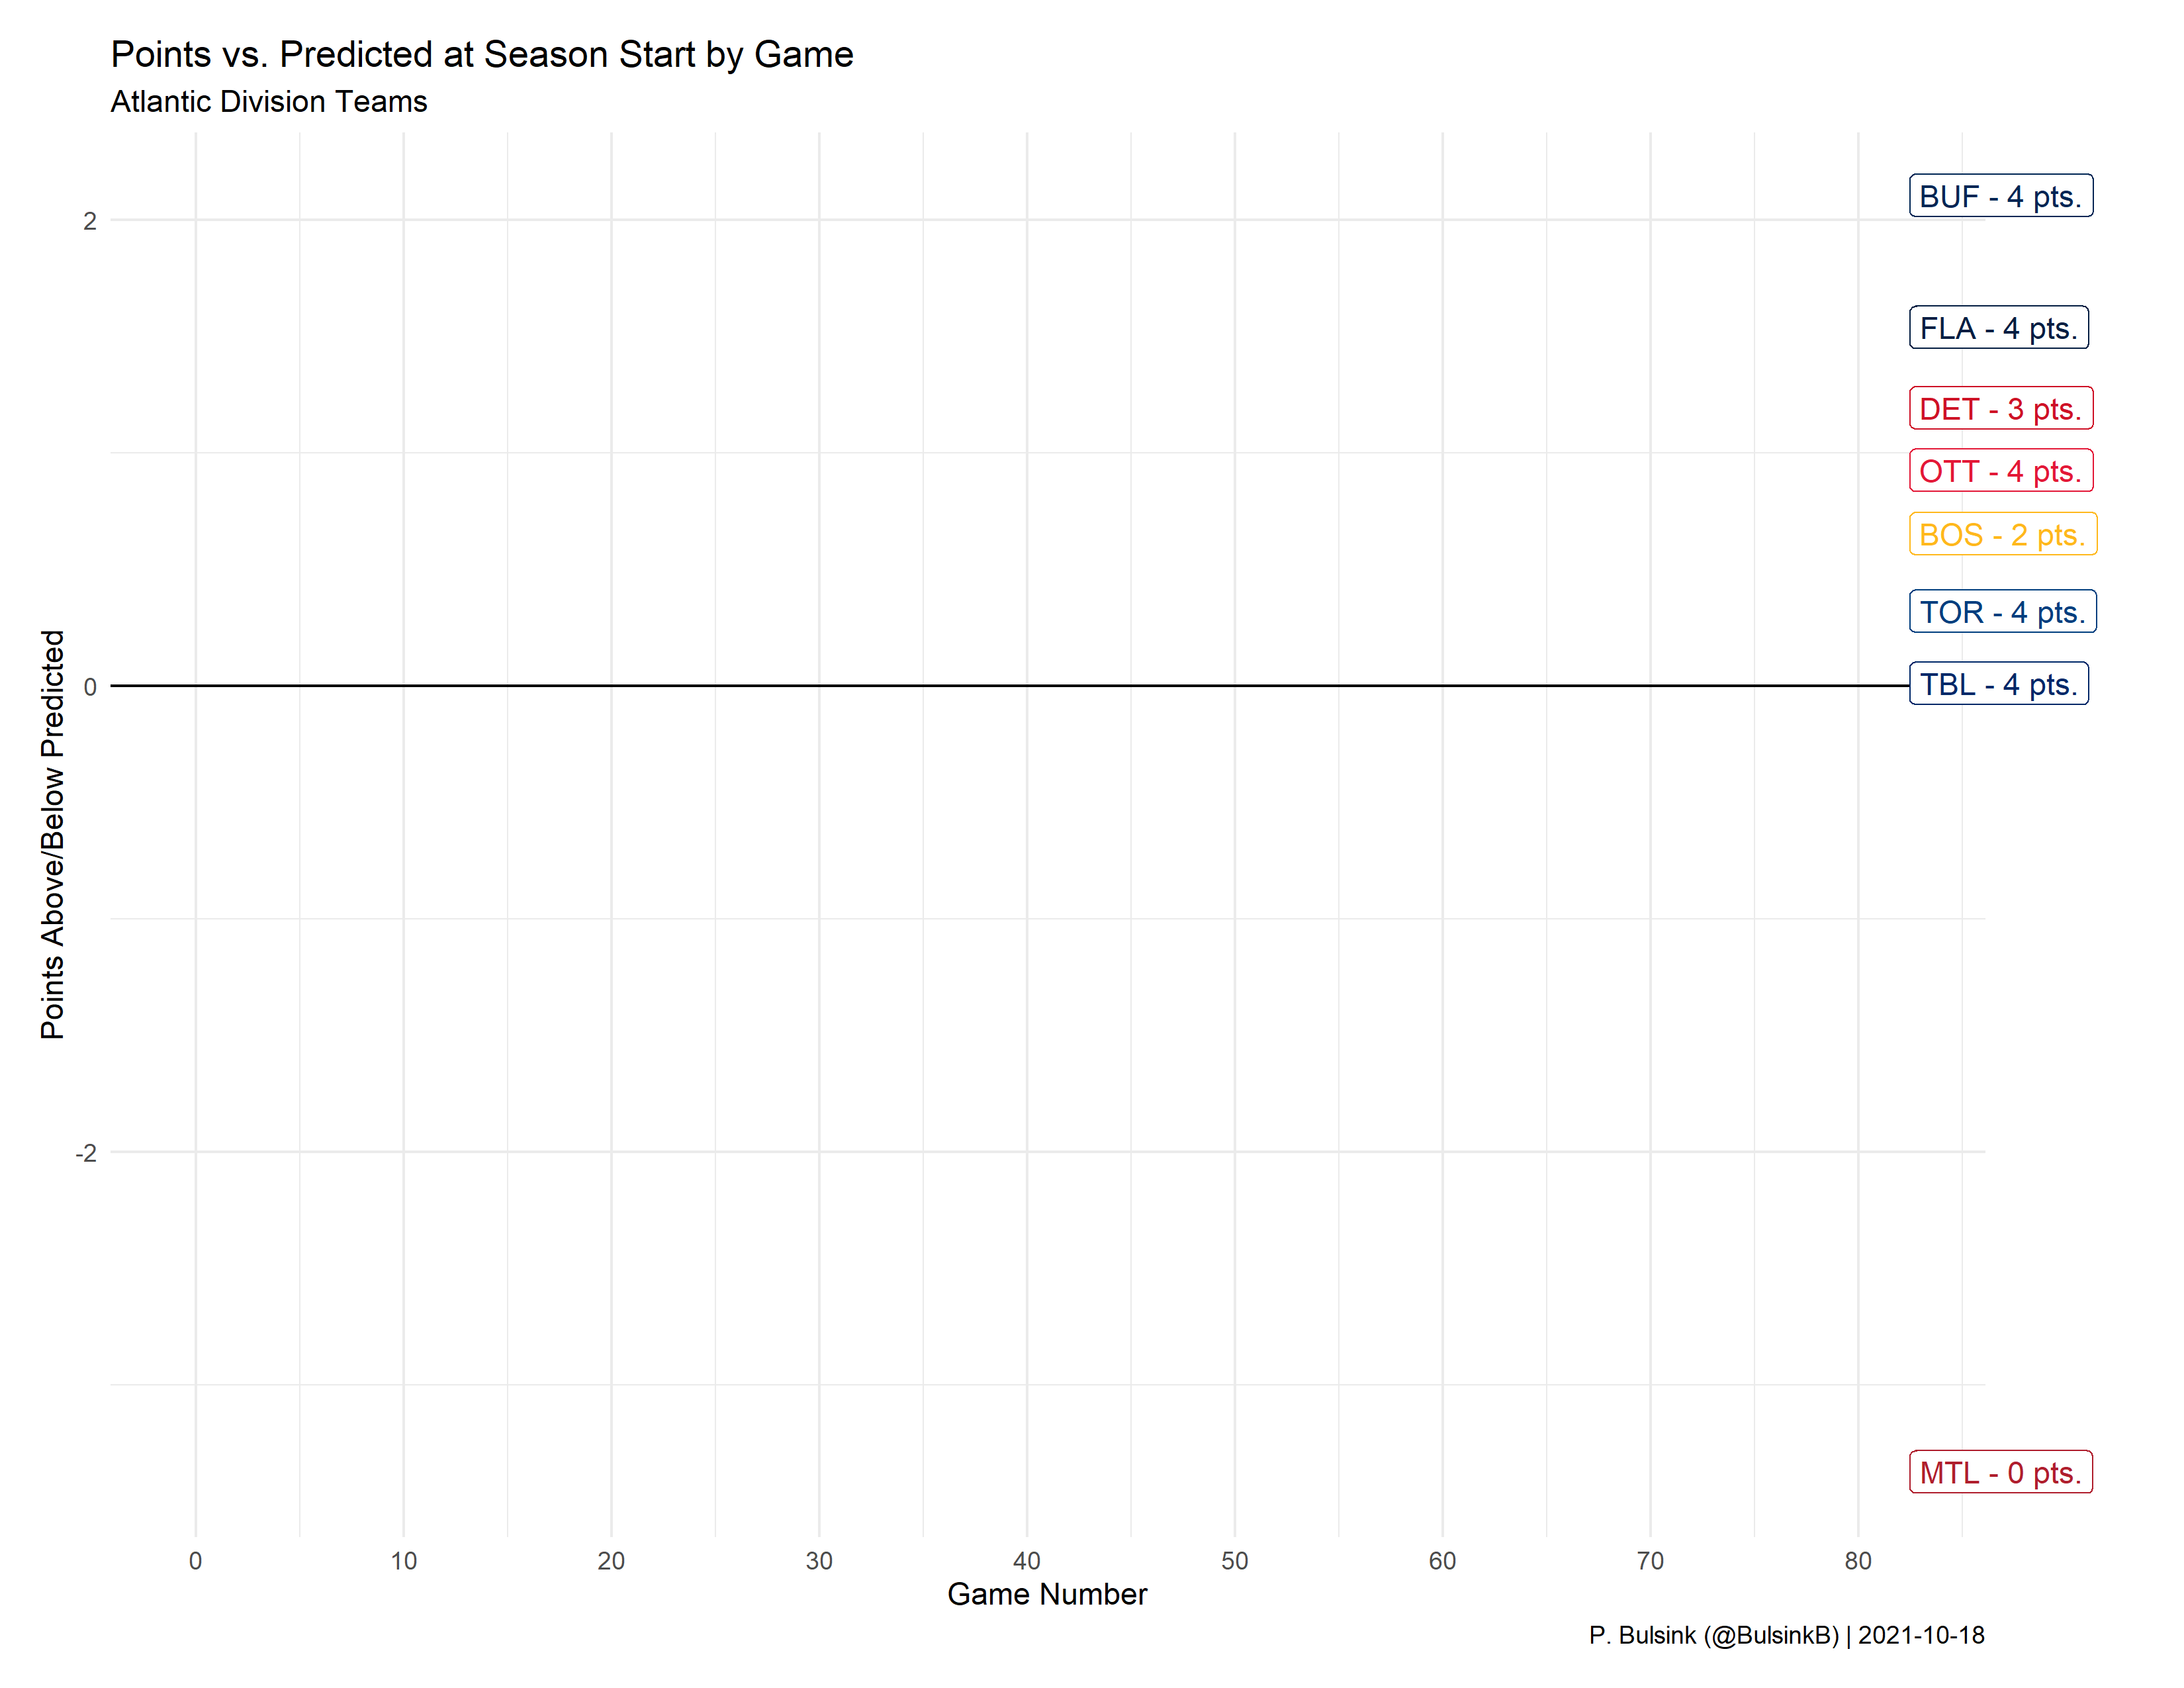 Points vs. Predicted at Season Start by Game
Atlantic Division Teams
Points Above/Below Predicted
2
0
-2
BUF - 4 pts.
FLA - 4 pts.
DET - 3 pts.
OTT - 4 pts.
BOS - 2 pts.
TOR - 4 pts.
TBL - 4 pts.
MTL - 0 pts.
0 10 20 30 40 50 60 70 80
Game Number
P. Bulsink (@BulsinkB) | 2021-10-18